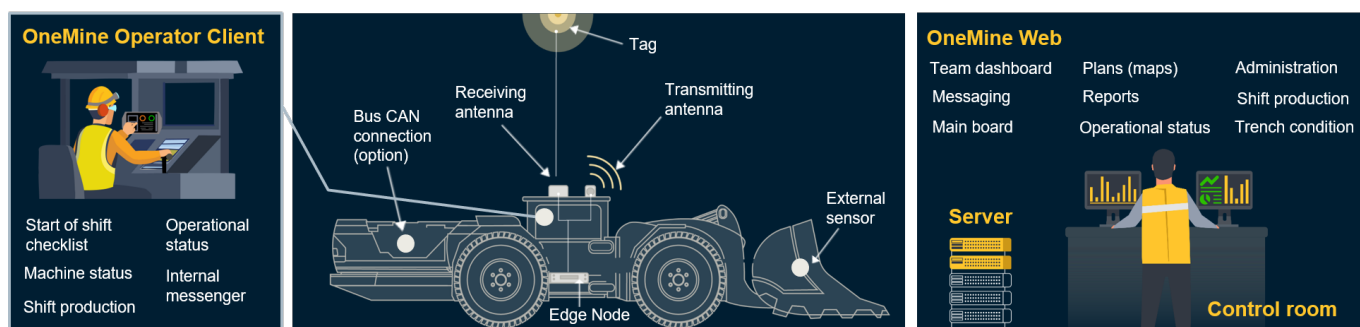 OneMine Operator Client
Start of shift
checklist
Machine status
Shift production
Operational
status
Internal
messenger
Tag
Receiving
antenna
Transmitting
antenna
Bus CAN
connection
(option)
External
sensor
Edge Node
OneMine Web
Team dashboard
Messaging
Main board
Plans (maps)
Reports
Operational status
Administration
Shift production
Trench condition
Server
Control room